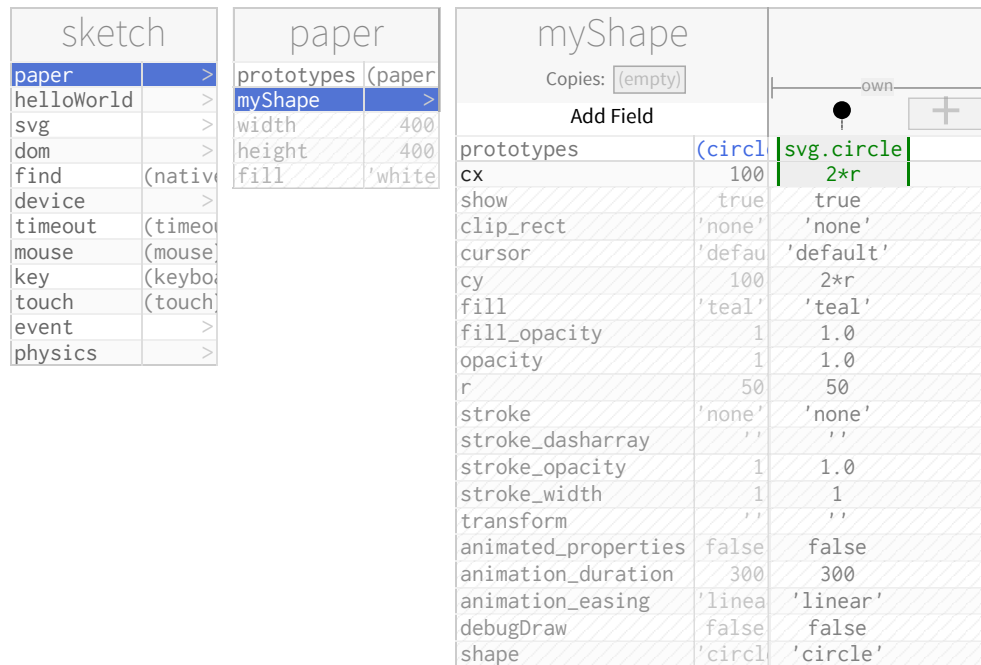 sketch
paper >
helloWorld >
svg >
dom >
find (native
device >
timeout (timeou
mouse (mouse)
key (keyboa
touch (touch)
event >
physics >
paper
prototypes (paper
myShape >
width 400
height 400
fill 'white
myShape
Copies: (empty)
Add Field
own
+
prototypes (circl svg.circle
cx 100 2*r
show true true
clip_rect 'none' 'none'
cursor 'defau 'default'
cy 100 2*r
fill 'teal' 'teal'
fill_opacity 1 1.0
opacity 1 1.0
r 50 50
stroke 'none' 'none'
stroke_dasharray '' ''
stroke_opacity 1 1.0
stroke_width 1 1
transform '' ''
animated_properties false false
animation_duration 300 300
animation_easing 'linea 'linear'
debugDraw false false
shape 'circl 'circle'